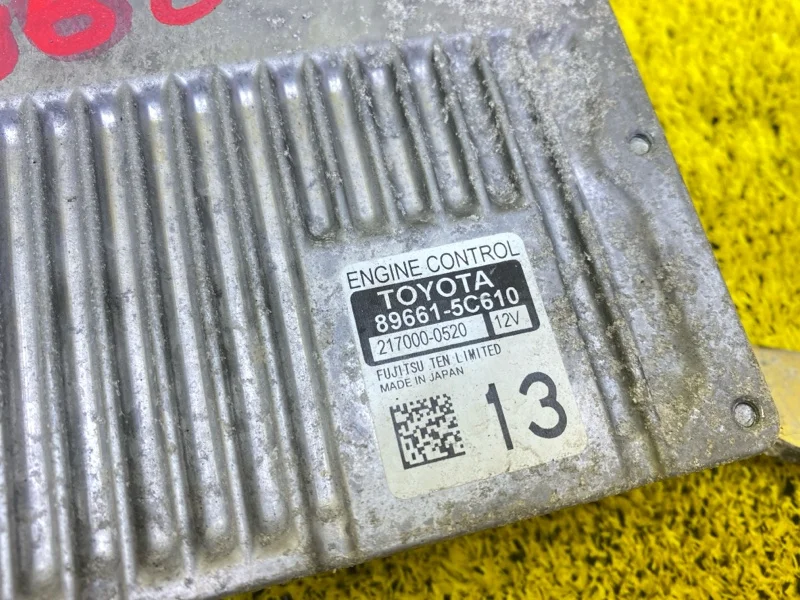 ENGINE CONTROL
TOYOTA
89661-5C610
217000-0520 12V
FUJITSU TEN LIMITED
MADE IN JAPAN
13